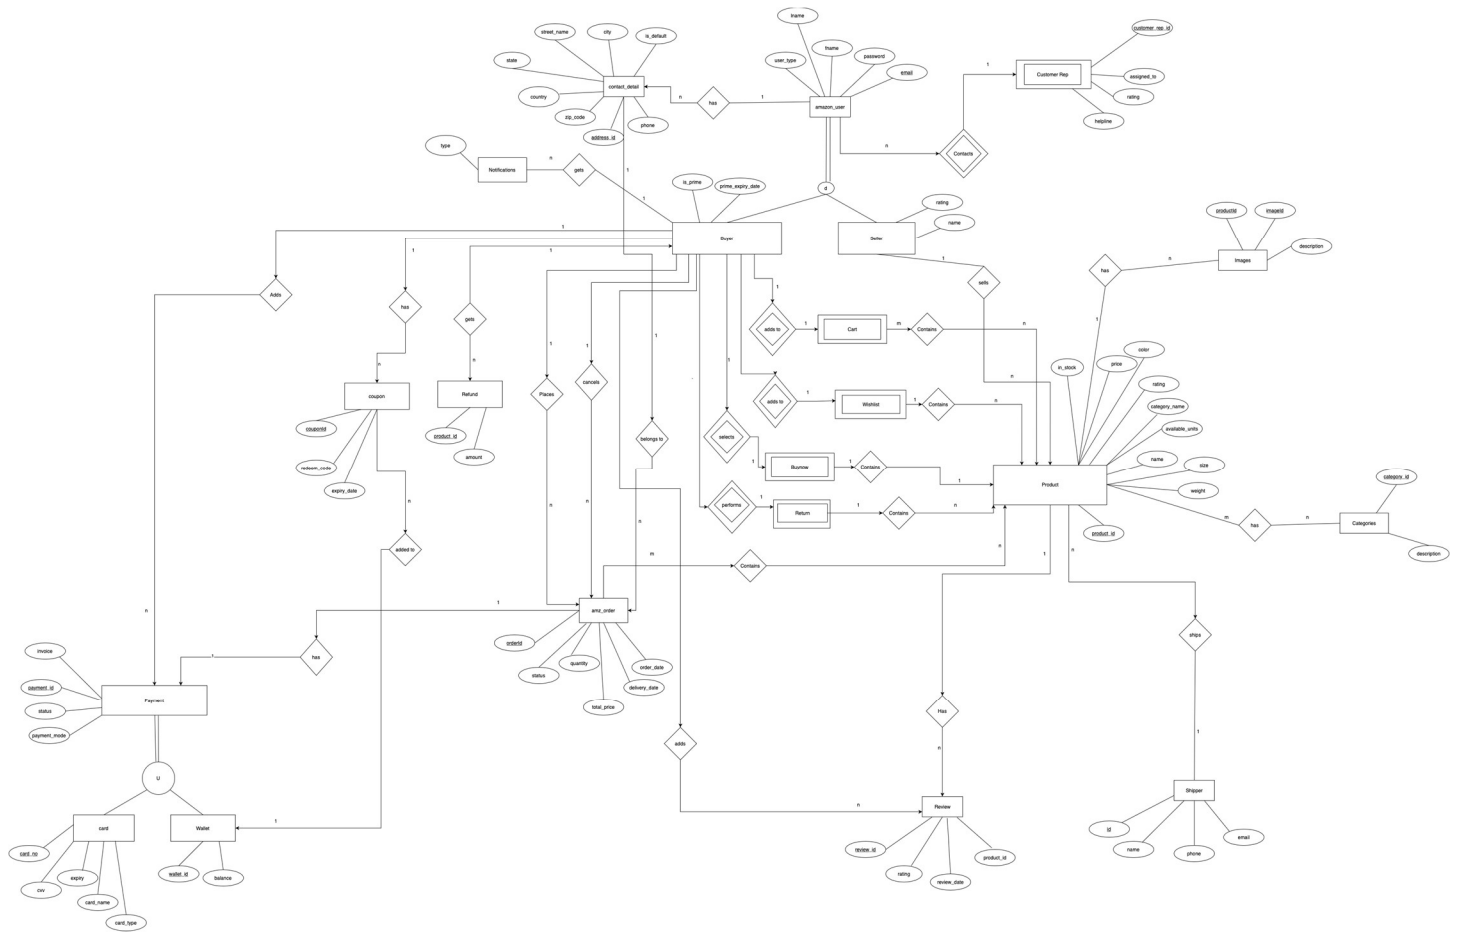 lname
street_name
city
is_default
customer_rep_id
fname
password
user_type
email
state
Customer Rep
1
assigned_to
contact_detail
country
n
has
1
amazon_user
rating
zip_code
phone
address_id
helpline
type
n
Contacts
Notifications
n
gets
1
1
is_prime
prime_expiry_date
d
rating
name
productid
imageId
description
1
Buyer
Seller
1
1
1
Images
has
n
Adds
has
gets
sells
1
1
1
adds to
1
Cart
m
Contains
n
1
1
1
color
price
in_stock
rating
category_name
available_units
name
size
weight
n
n
1
n
coupon
Refund
Places
cancels
adds to
1
Wishlist
1
Contains
n
couponId
product_id
amount
belongs to
selects
1
Buynow
1
Contains
1
redeem_code
expiry_date
Product
performs
1
Return
1
Contains
n
m
has
n
Categories
category_id
description
product_id
n
n
n
n
added to
m
Contains
n
1
n
n
1
amz_order
orderId
status
quantity
order_date
delivery_date
total_price
has
1
ships
invoice
payment_id
status
payment_mode
Payment
Has
adds
n
1
U
n
Review
Shipper
card
Wallet
1
card_no
cvv
expiry
card_name
card_type
wallet_id
balance
review_id
rating
review_date
product_id
id
name
phone
email